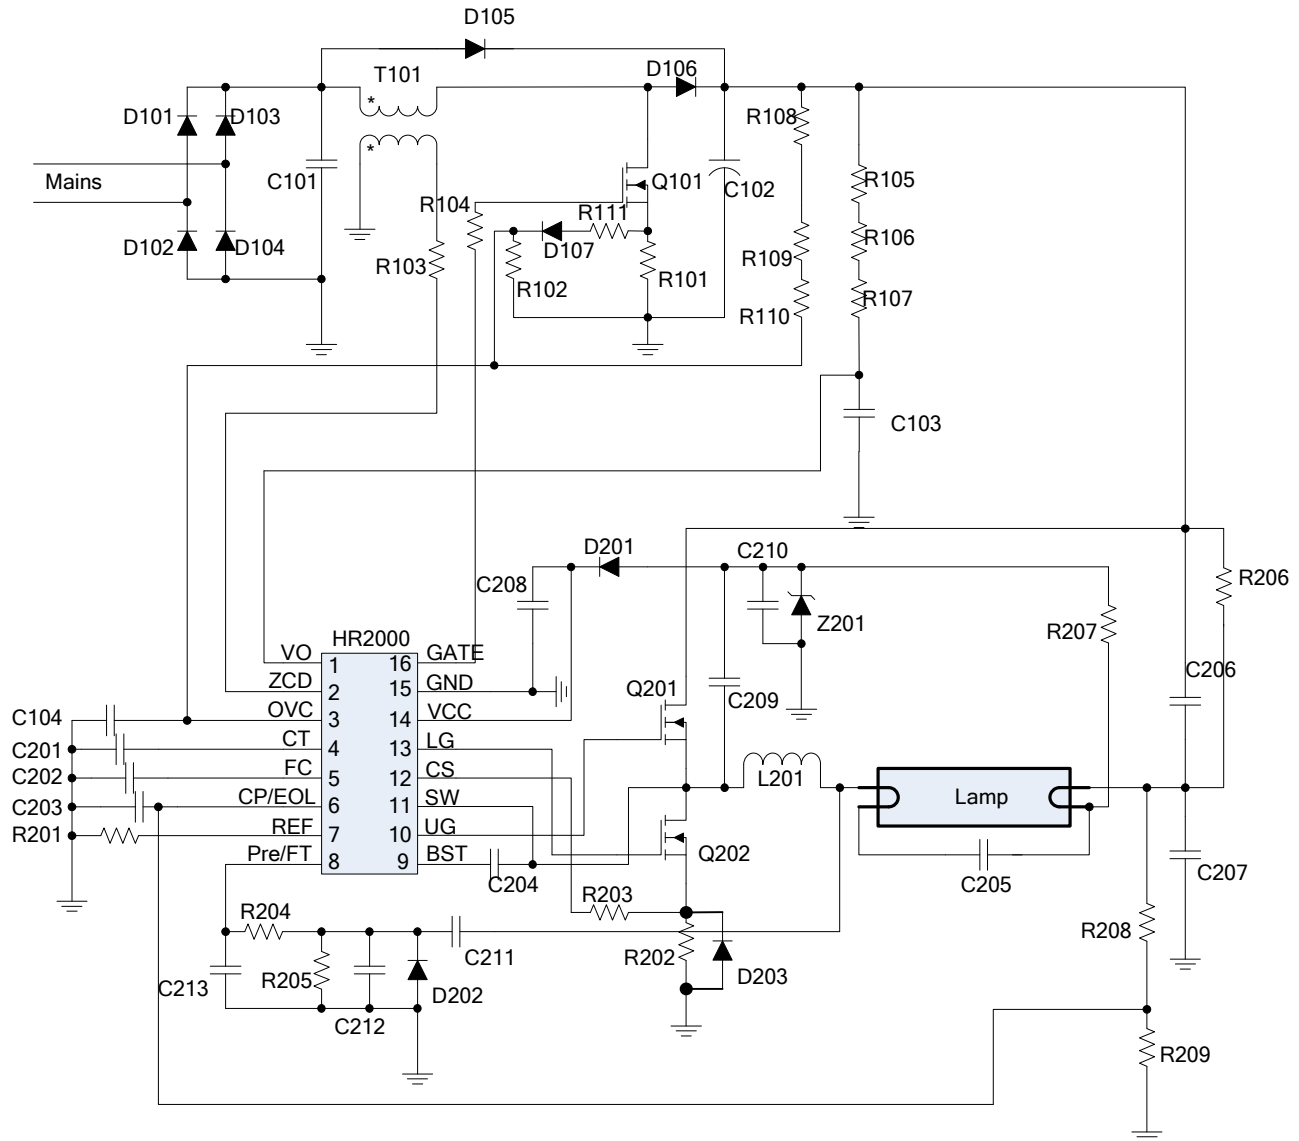 D105
T101
D106
*
D101
D103
R108
*
Mains
C101
R104
Q101
C102
R105
R111
D102
D104
D107
R106
R103
R109
R102
R101
R107
R110
C103
D201
C210
C208
R206
Z201
R207
HR2000
VO 1 16 GATE
ZCD 2 15 GND
C206
Q201
C209
C104
OVC 3 14 VCC
C201
CT 4 13 LG
C202
FC 5 12 CS
L201
C203
CP/EOL 6 11 SW
Lamp
R201
REF 7 10 UG
Pre/FT 8 9 BST
Q202
C204
C205
C207
R203
R204
R208
C211
R202
C213
R205
D202
D203
C212
R209